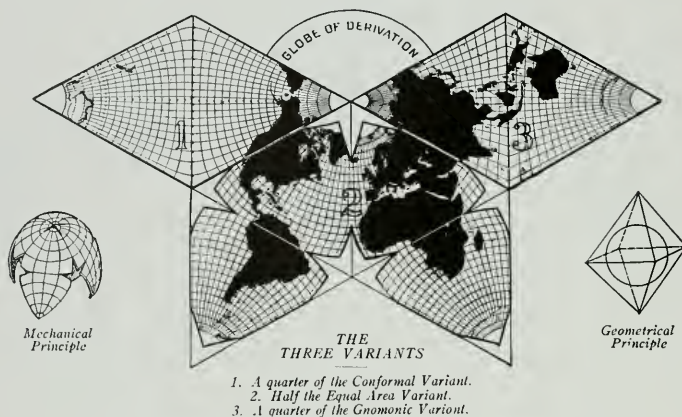 GLOBE OF DERIVATION
1
3
2
Mechanical
Principle
Geometrical
Principle
THE
THREE VARIANTS
1. A quarter of the Conformal Variant.
2. Half the Equal Area Variant.
3. A quarter of the Gnomonic Variont.